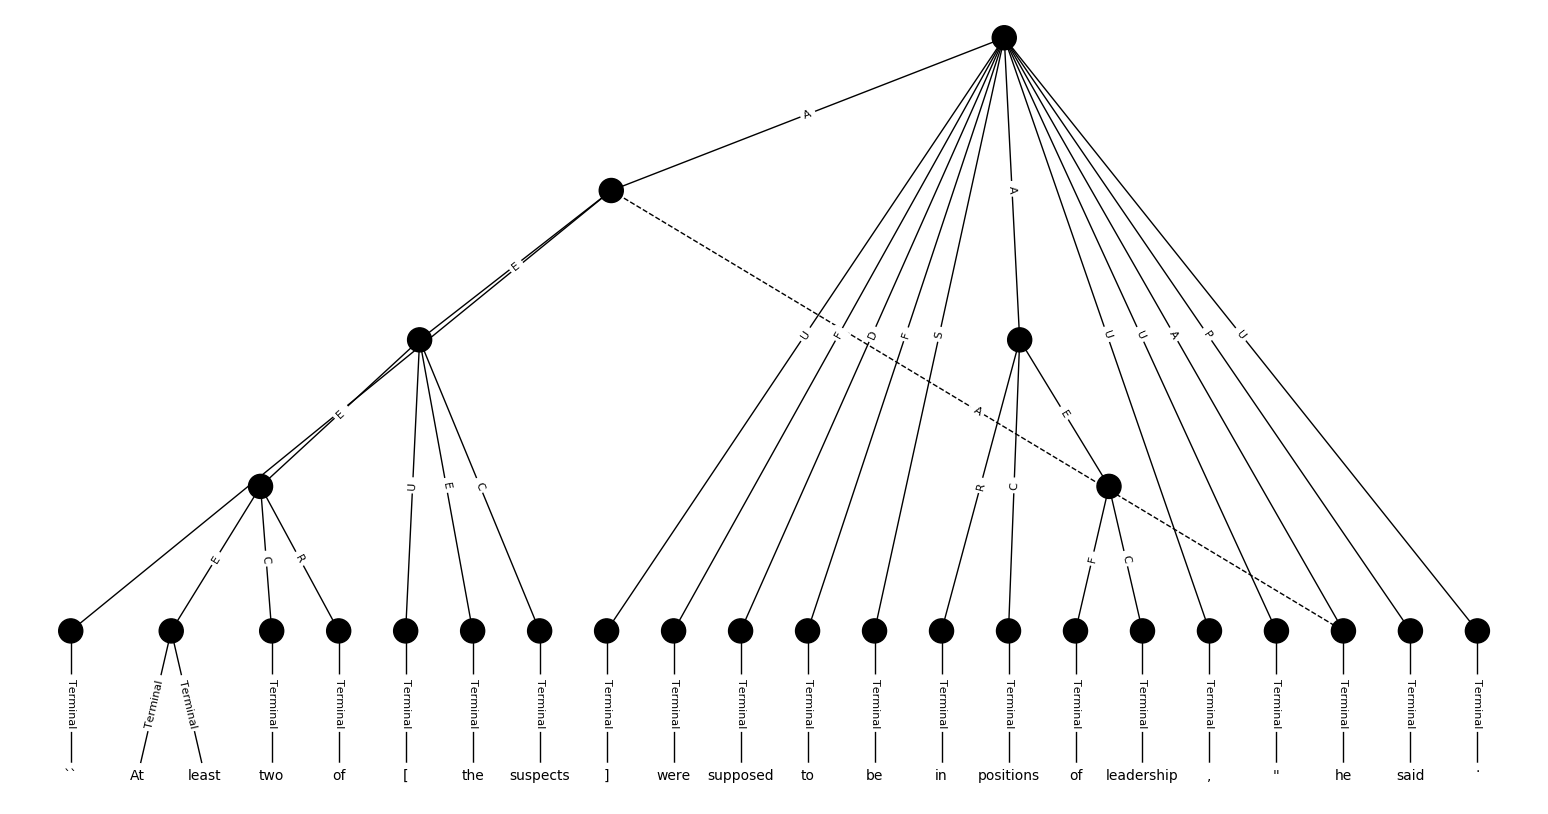 A
A
E
U F D F S U U A P U
E A E
U E C R C
E C R F C
Terminal Terminal Terminal Terminal Terminal Terminal Terminal Terminal Terminal Terminal Terminal Terminal Terminal Terminal Terminal Terminal Terminal Terminal Terminal Terminal Terminal Terminal
`` At least two of [ the suspects ] were supposed to be in positions of leadership , " he said .